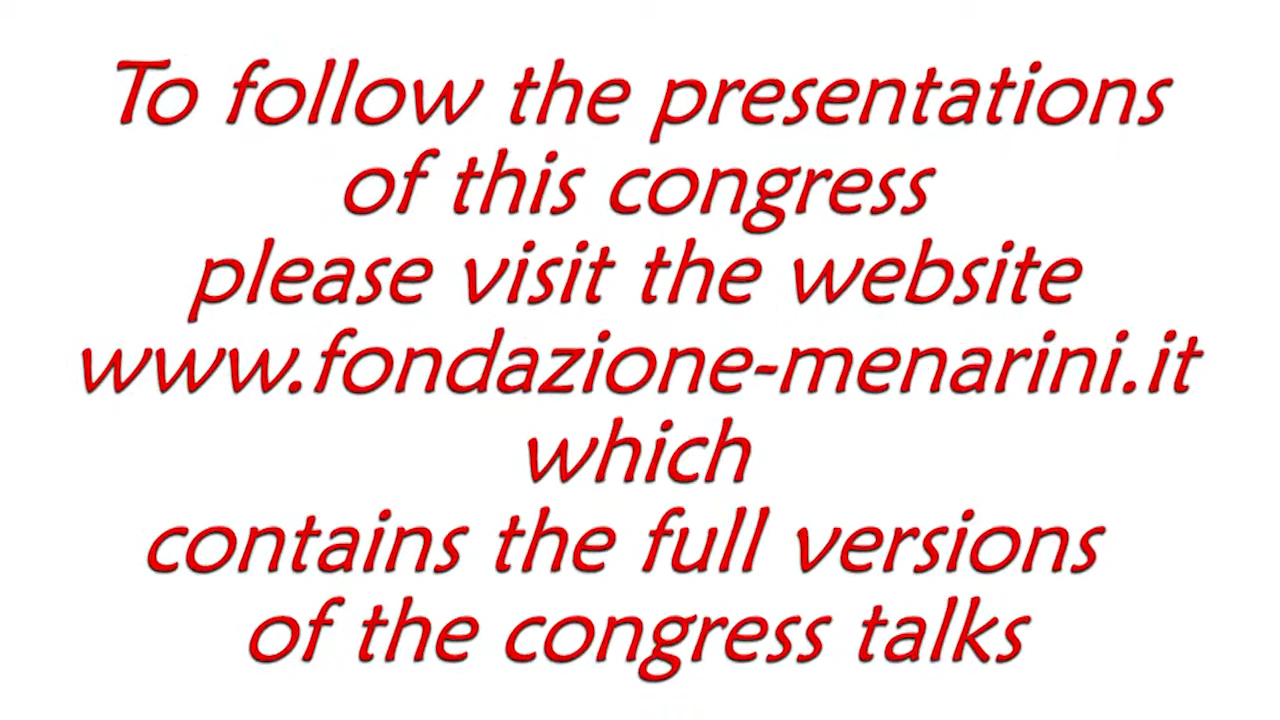 To follow the presentations
of this congress
please visit the website
www.fondazione-menarini.it
which
contains the full versions
of the congress talks